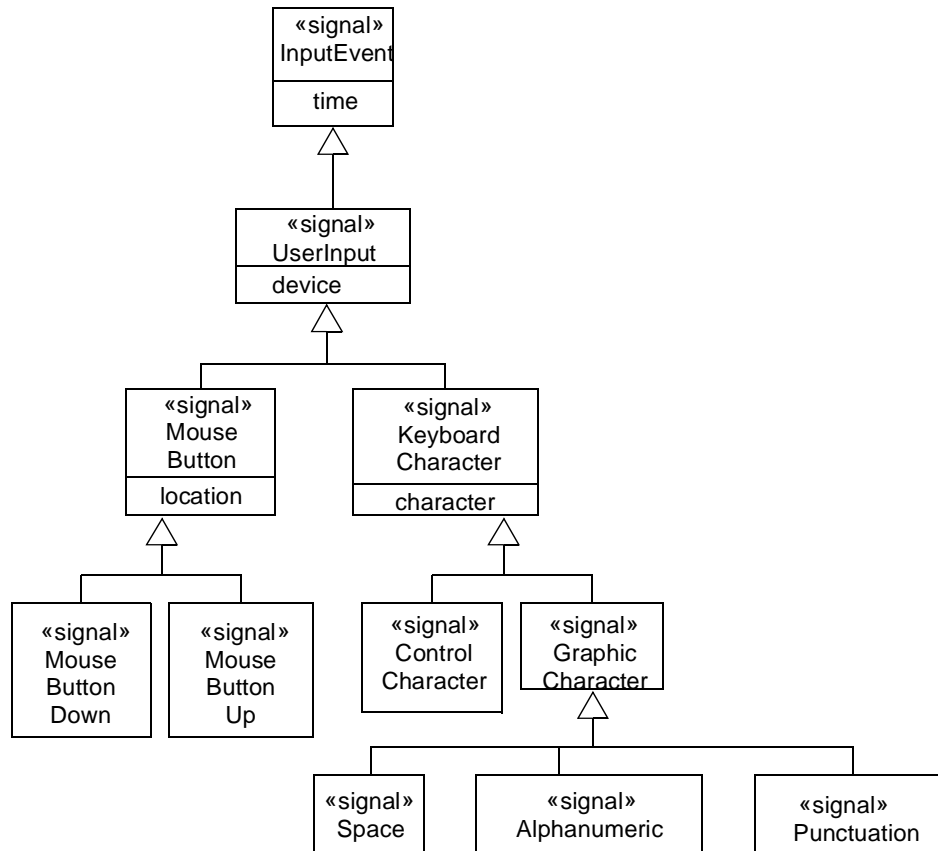 «signal»
InputEvent
time
«signal»
UserInput
device
«signal»
Mouse
Button
location
«signal»
Keyboard
Character
character
«signal»
Mouse
Button
Down
«signal»
Mouse
Button
Up
«signal»
Control
Character
«signal»
Graphic
Character
«signal»
Space
«signal»
Alphanumeric
«signal»
Punctuation